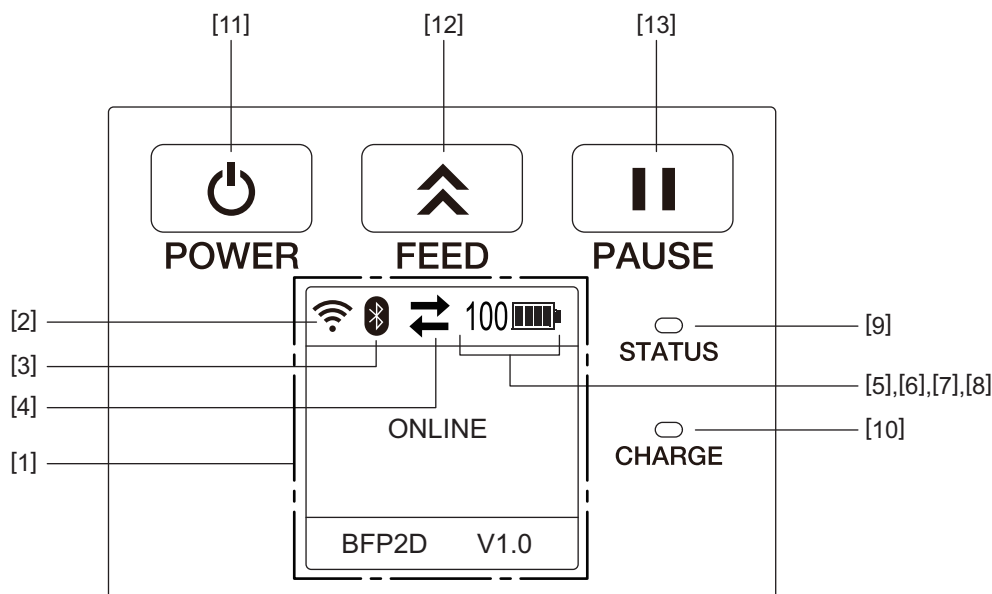 [11] [12] [13]
POWER FEED PAUSE
[2] 100 [9]
STATUS
[3]
[5],[6],[7],[8]
[4]
ONLINE [10]
[1] CHARGE
BFP2D V1.0